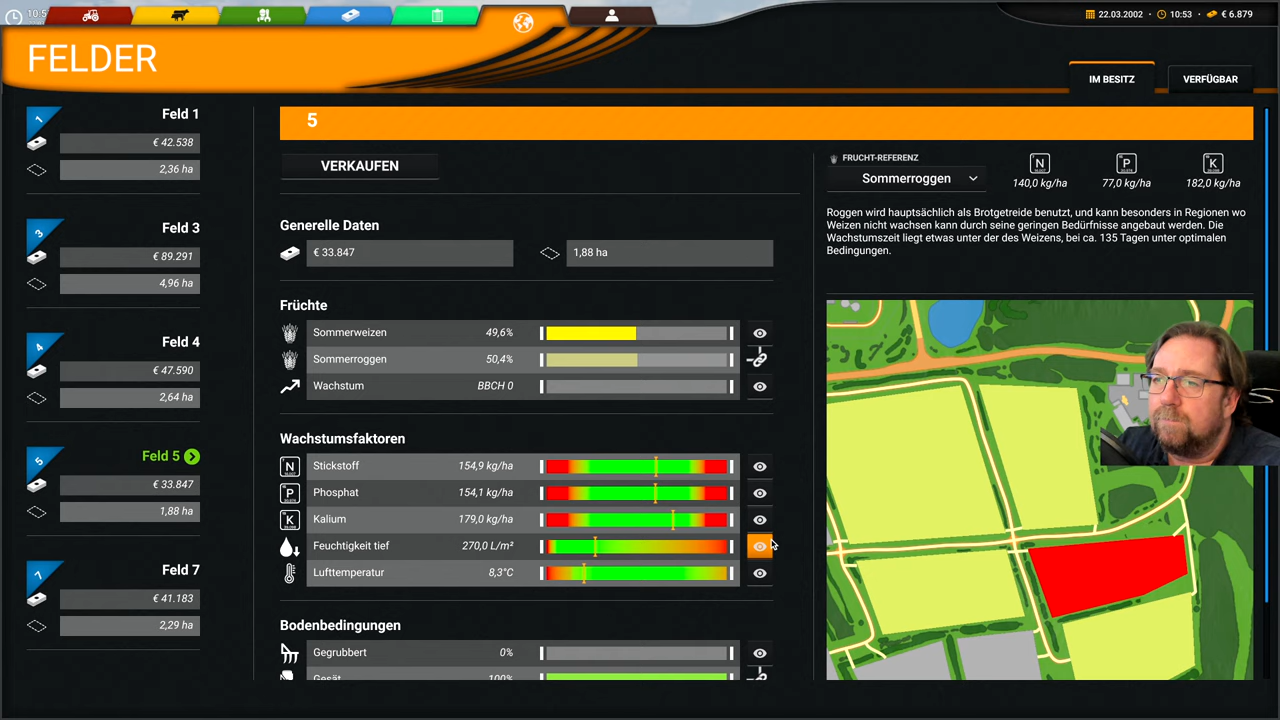 10:5
22.03.2002 • 10:53 • € 6.879
FELDER
IM BESITZ
VERFÜGBAR
1
Feld 1
€ 42.538
2,36 ha
3
Feld 3
€ 89.291
4,96 ha
4
Feld 4
€ 47.590
2,64 ha
5
Feld 5
€ 33.847
1,88 ha
7
Feld 7
€ 41.183
2,29 ha
5
VERKAUFEN
Generelle Daten
€ 33.847
1,88 ha
Früchte
Sommerweizen 49,6%
Sommerroggen 50,4%
Wachstum BBCH 0
Wachstumsfaktoren
N Stickstoff 154,9 kg/ha
P Phosphat 154,1 kg/ha
K Kalium 179,0 kg/ha
Feuchtigkeit tief 270,0 L/m²
Lufttemperatur 8,3°C
Bodenbedingungen
Gegrubbert 0%
Gesät 100%
FRUCHT-REFERENZ
Sommerroggen
N
140,0 kg/ha
P
77,0 kg/ha
K
182,0 kg/ha
Roggen wird hauptsächlich als Brotgetreide benutzt, und kann besonders in Regionen wo
Weizen nicht wachsen kann durch seine geringen Bedürfnisse angebaut werden. Die
Wachstumszeit liegt etwas unter der des Weizens, bei ca. 135 Tagen unter optimalen
Bedingungen.